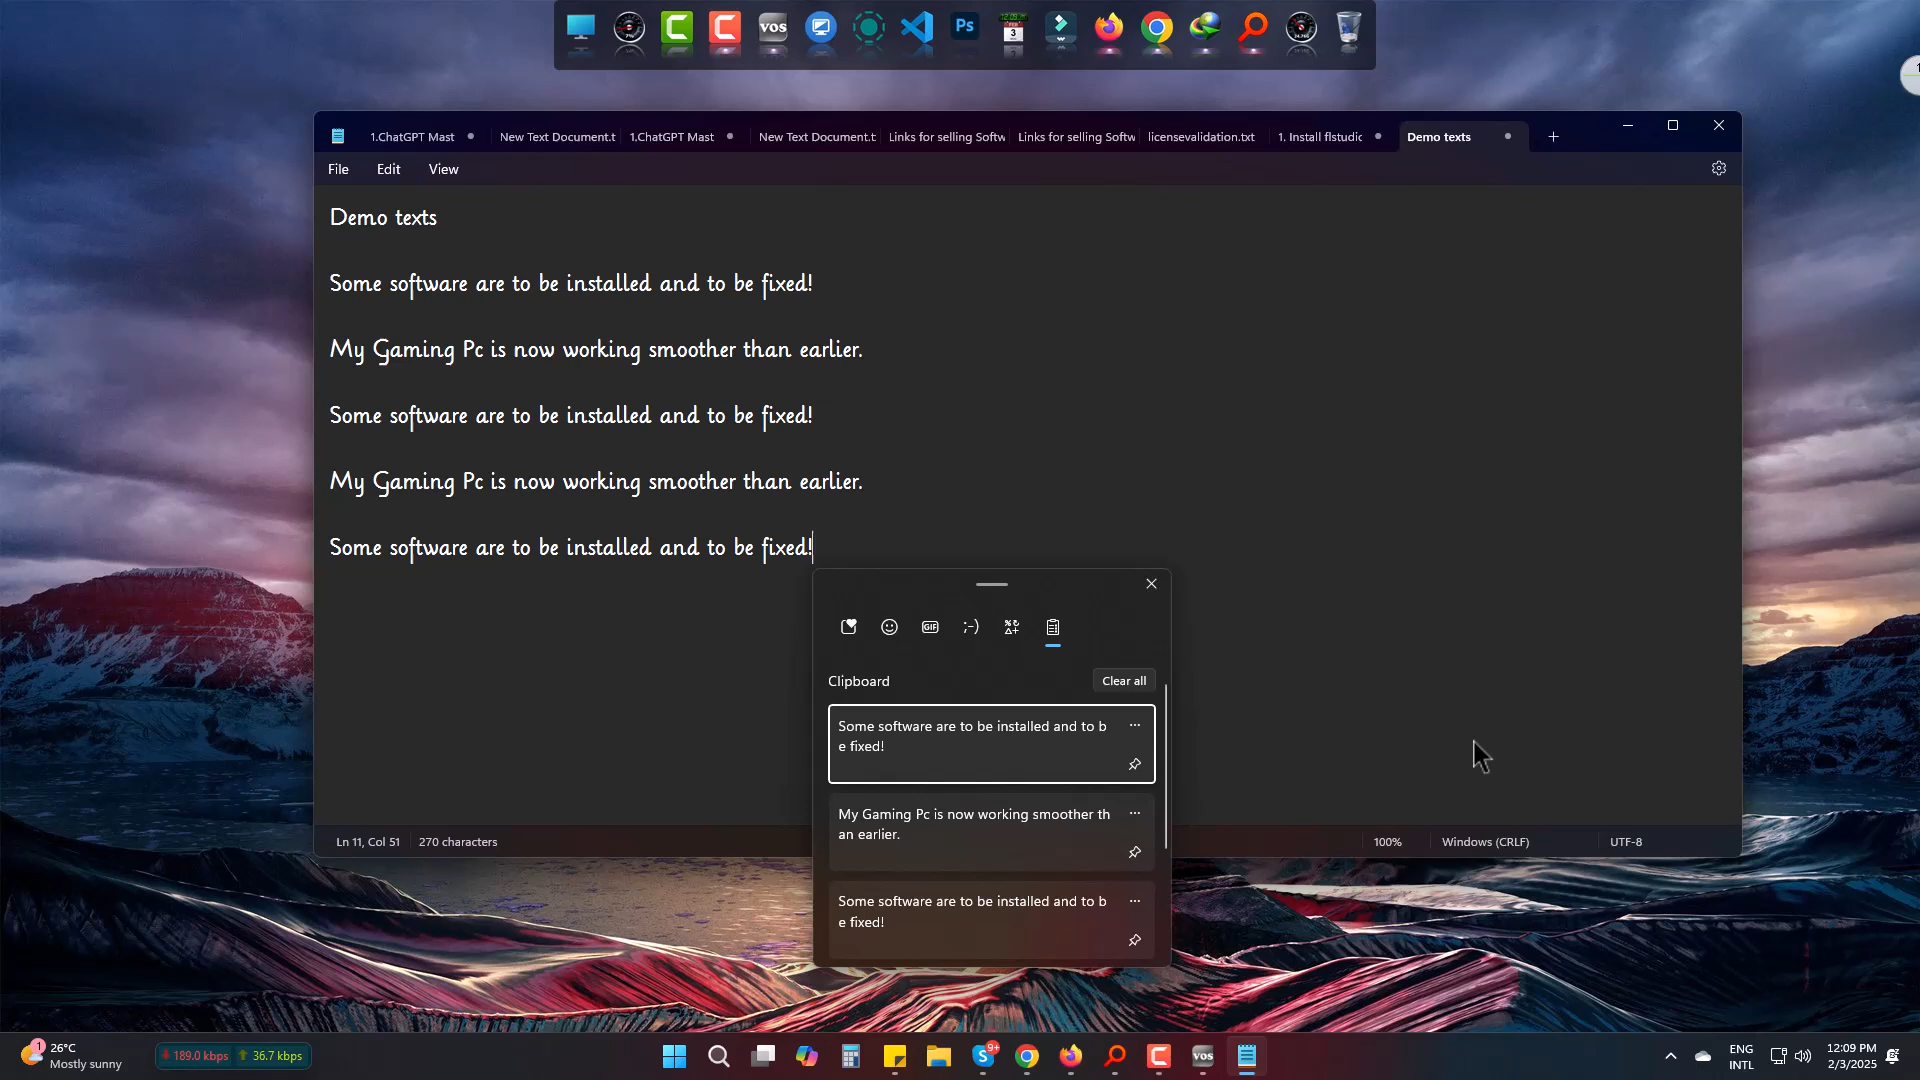 VOS
Ps
3
1.ChatGPT Mast
New Text Document.t
1.ChatGPT Mast
New Text Document.t
Links for selling Softw
Links for selling Softw
licensevalidation.txt
1. Install flstudic
Demo texts
File
Edit
View
Demo texts
Some software are to be installed and to be fixed!
My Gaming Pc is now working smoother than earlier.
Some software are to be installed and to be fixed!
My Gaming Pc is now working smoother than earlier.
Some software are to be installed and to be fixed!
GIF
;-)
Clipboard
Clear all
Some software are to be installed and to b
e fixed!
My Gaming Pc is now working smoother th
an earlier.
Some software are to be installed and to b
e fixed!
Ln 11, Col 51
270 characters
100%
Windows (CRLF)
UTF-8
1
26°C
Mostly sunny
189.0 kbps
36.7 kbps
9+
VOS
ENG
INTL
12:09 PM
2/3/2025